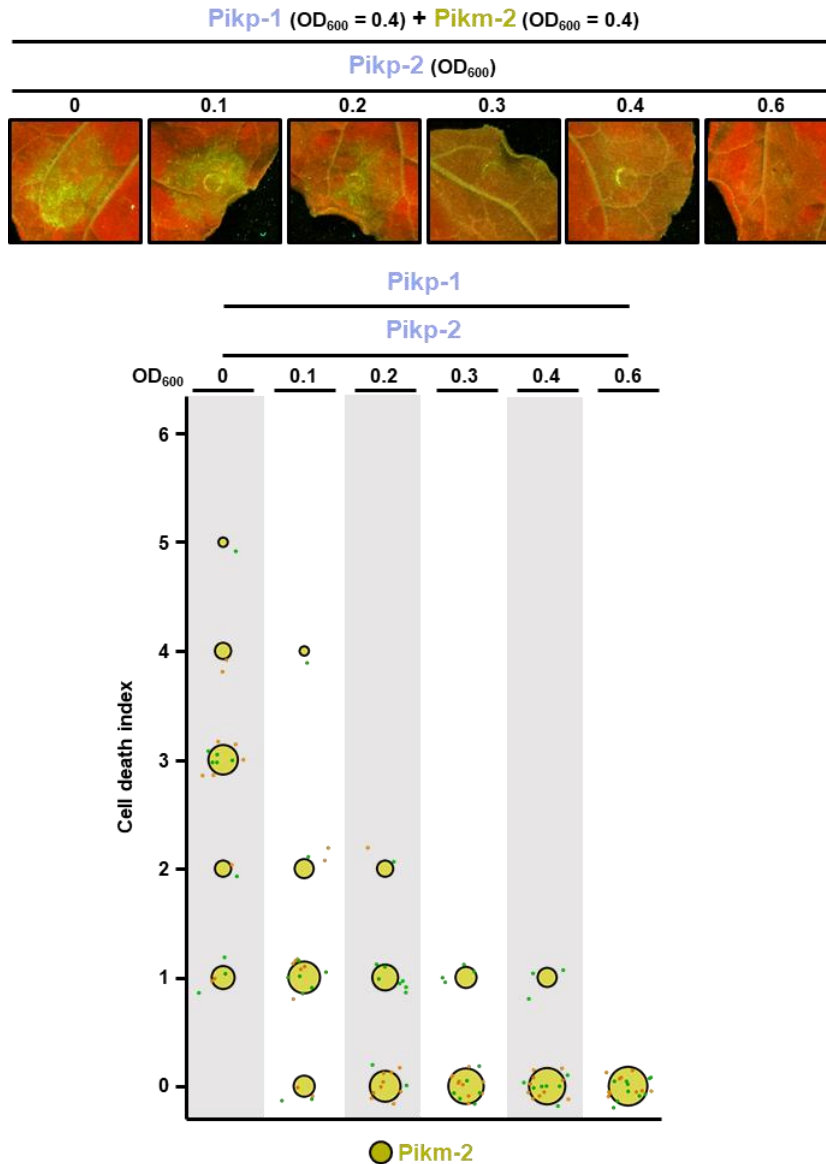 Pikp-1 (OD₆₀₀ = 0.4) + Pikm-2 (OD₆₀₀ = 0.4)
Pikp-2 (OD₆₀₀)
0 0.1 0.2 0.3 0.4 0.6
Pikp-1
Pikp-2
OD₆₀₀ 0 0.1 0.2 0.3 0.4 0.6
6
5
4
3
2
1
0
Cell death index
Pikm-2